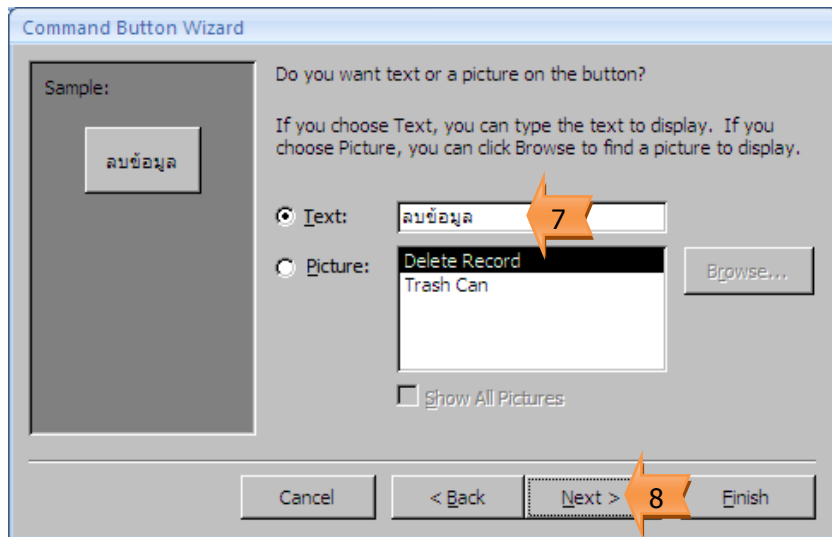 Command Button Wizard
Sample:
ลบข้อมูล
Do you want text or a picture on the button?
If you choose Text, you can type the text to display. If you
choose Picture, you can click Browse to find a picture to display.
Text: ลบข้อมูล 7
Picture: Delete Record
Trash Can
Browse...
Show All Pictures
Cancel < Back Next > 8 Finish